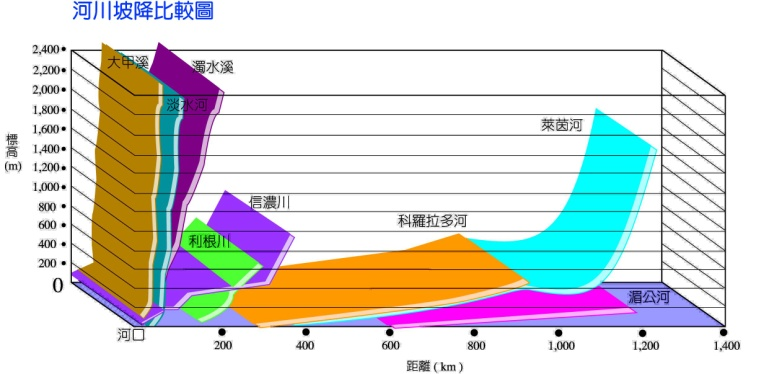 河川坡降比較圖
2,400
2,200
2,000
1,800
1,600
1,400
1,200
1,000
800
600
400
200
0
標高(m)
大甲溪
濁水溪
淡水河
信濃川
利根川
科羅拉多河
萊茵河
湄公河
河口
200
400
600
800
1,000
1,200
1,400
距離(km)